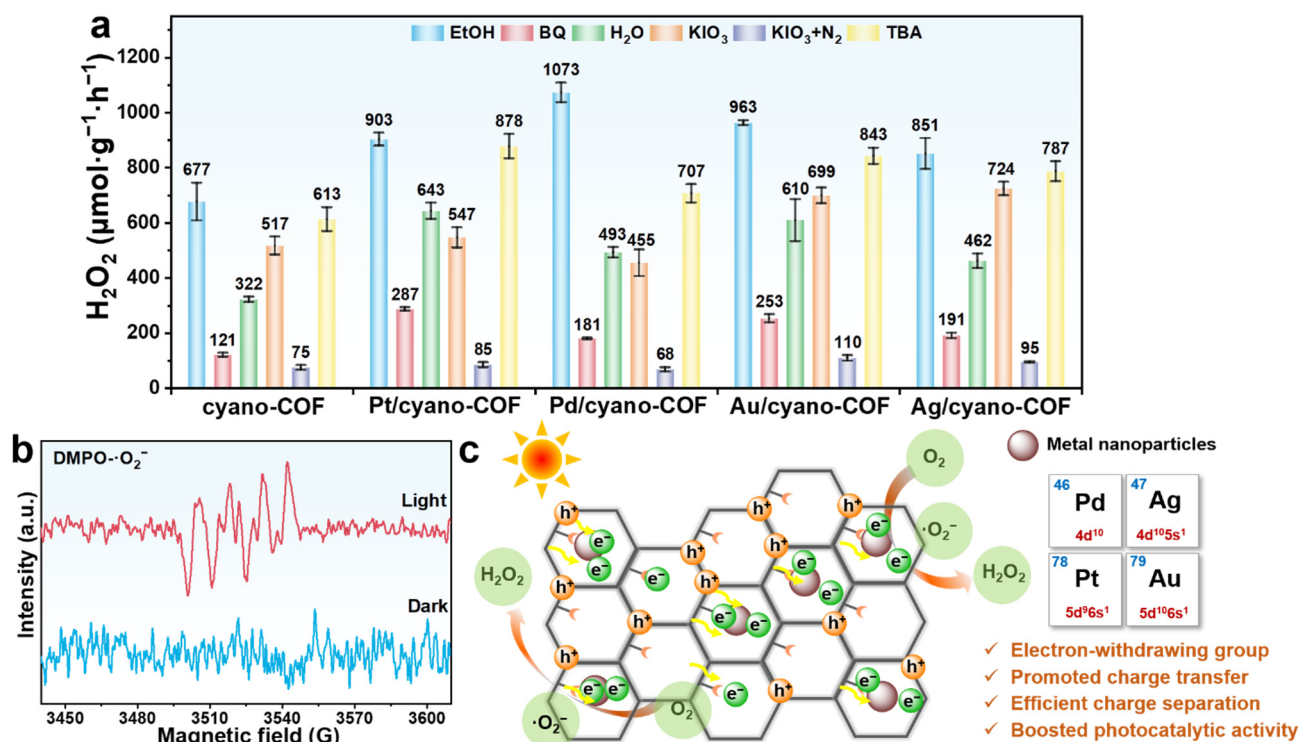 a
EtOH BQ H₂O KIO₃ KIO₃+N₂ TBA
H₂O₂ (μmol·g⁻¹·h⁻¹)
1200
1000
800
600
400
200
0
677 121 322 517 75 613
903 287 643 547 85 878
1073 181 493 455 68 707
963 253 610 699 110 843
851 191 462 724 95 787
cyano-COF Pt/cyano-COF Pd/cyano-COF Au/cyano-COF Ag/cyano-COF
b
DMPO-·O₂⁻
Light
Dark
Intensity (a.u.)
3450 3480 3510 3540 3570 3600
Magnetic field (G)
c
Metal nanoparticles
O₂
h⁺ h⁺ h⁺
e⁻ e⁻ ·O₂⁻
h⁺ h⁺
e⁻ e⁻ e⁻
H₂O₂ e⁻ e⁻ H₂O₂
h⁺ h⁺
e⁻
h⁺ e⁻ e⁻
h⁺ h⁺
e⁻ e⁻ e⁻ h⁺ e⁻ e⁻
·O₂⁻ O₂
46 Pd 4d¹⁰
47 Ag 4d¹⁰5s¹
78 Pt 5d⁹6s¹
79 Au 5d¹⁰6s¹
✓ Electron-withdrawing group
✓ Promoted charge transfer
✓ Efficient charge separation
✓ Boosted photocatalytic activity